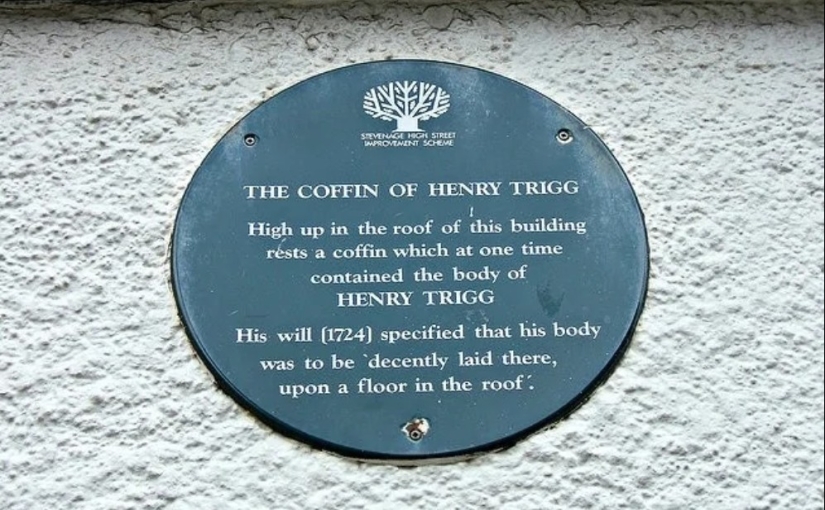 STEVENAGE HIGH STREET
IMPROVEMENT SCHEME
THE COFFIN OF HENRY TRIGG
High up in the roof of this building
rests a coffin which at one time
contained the body of
HENRY TRIGG
His will (1724) specified that his body
was to be `decently laid there,
upon a floor in the roof´.